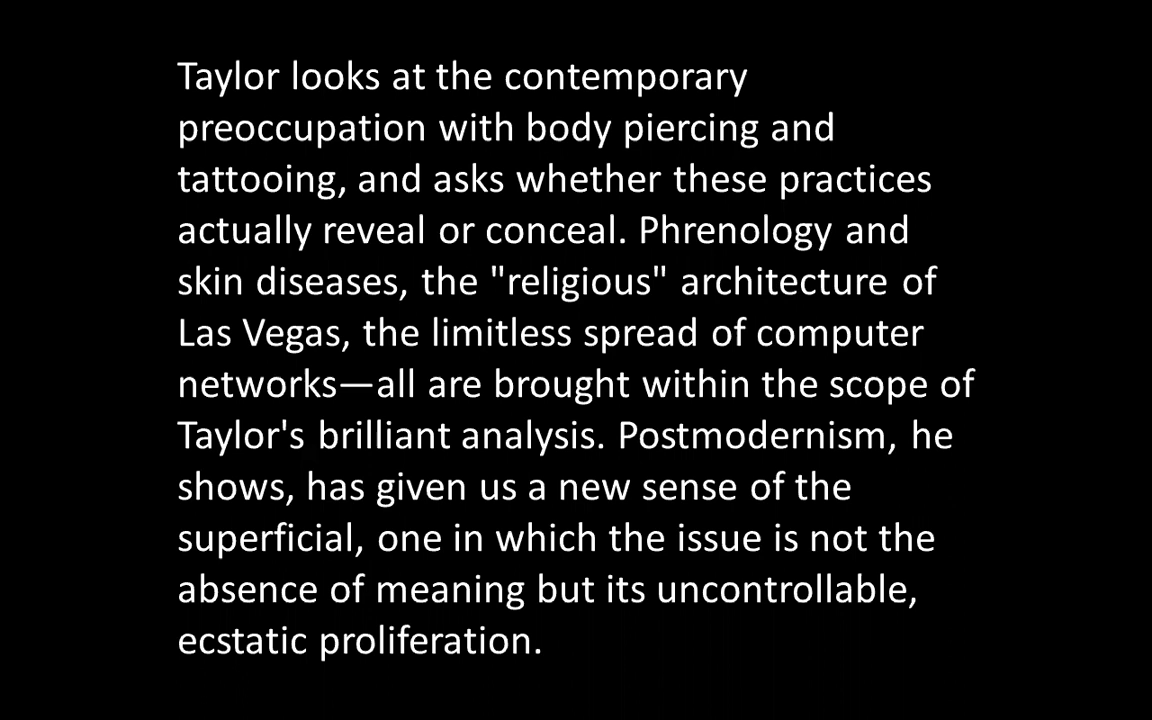 Taylor looks at the contemporary
preoccupation with body piercing and
tattooing, and asks whether these practices
actually reveal or conceal. Phrenology and
skin diseases, the "religious" architecture of
Las Vegas, the limitless spread of computer
networks—all are brought within the scope of
Taylor's brilliant analysis. Postmodernism, he
shows, has given us a new sense of the
superficial, one in which the issue is not the
absence of meaning but its uncontrollable,
ecstatic proliferation.